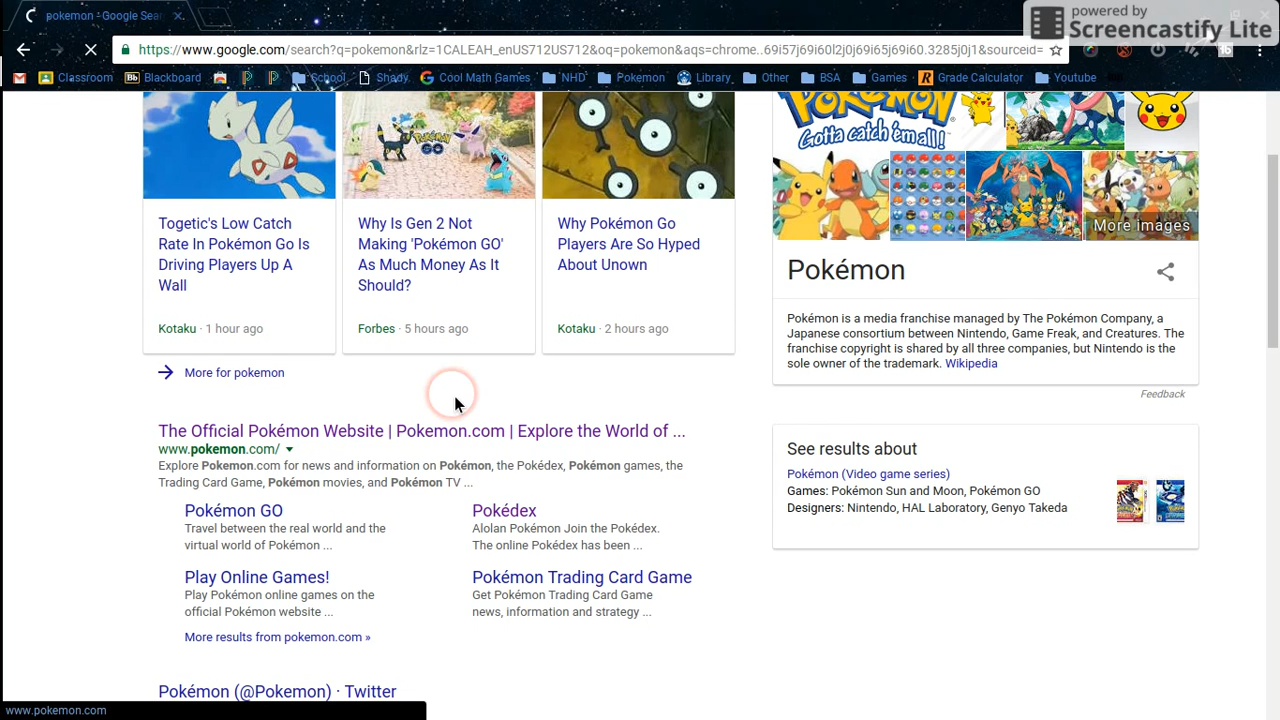 powered by
Screencastify Lite
pokemon - Google Sea
https://www.google.com/search?q=pokemon&rlz=1CALEAH_enUS712US712&oq=pokemon&aqs=chrome..69i57j69i60l2j0j69i65j69i60.3285j0j1&sourceid=
Classroom
Bb Blackboard
School
Shady
Cool Math Games
NHD
Pokemon
Library
Other
BSA
Games
Grade Calculator
Youtube
POKÉMON GO
Pokémon
Gotta catch 'em all!
More images
Togetic's Low Catch
Rate In Pokémon Go Is
Driving Players Up A
Wall
Kotaku · 1 hour ago
Why Is Gen 2 Not
Making 'Pokémon GO'
As Much Money As It
Should?
Forbes · 5 hours ago
Why Pokémon Go
Players Are So Hyped
About Unown
Kotaku · 2 hours ago
More for pokemon
The Official Pokémon Website | Pokemon.com | Explore the World of ...
www.pokemon.com/
Explore Pokemon.com for news and information on Pokémon, the Pokédex, Pokémon games, the
Trading Card Game, Pokémon movies, and Pokémon TV ...
Pokémon GO
Travel between the real world and the
virtual world of Pokémon ...
Pokédex
Alolan Pokémon Join the Pokédex.
The online Pokédex has been ...
Play Online Games!
Play Pokémon online games on the
official Pokémon website ...
Pokémon Trading Card Game
Get Pokémon Trading Card Game
news, information and strategy ...
More results from pokemon.com »
Pokémon (@Pokemon) · Twitter
Pokémon
Pokémon is a media franchise managed by The Pokémon Company, a
Japanese consortium between Nintendo, Game Freak, and Creatures. The
franchise copyright is shared by all three companies, but Nintendo is the
sole owner of the trademark. Wikipedia
Feedback
See results about
Pokémon (Video game series)
Games: Pokémon Sun and Moon, Pokémon GO
Designers: Nintendo, HAL Laboratory, Genyo Takeda
www.pokemon.com